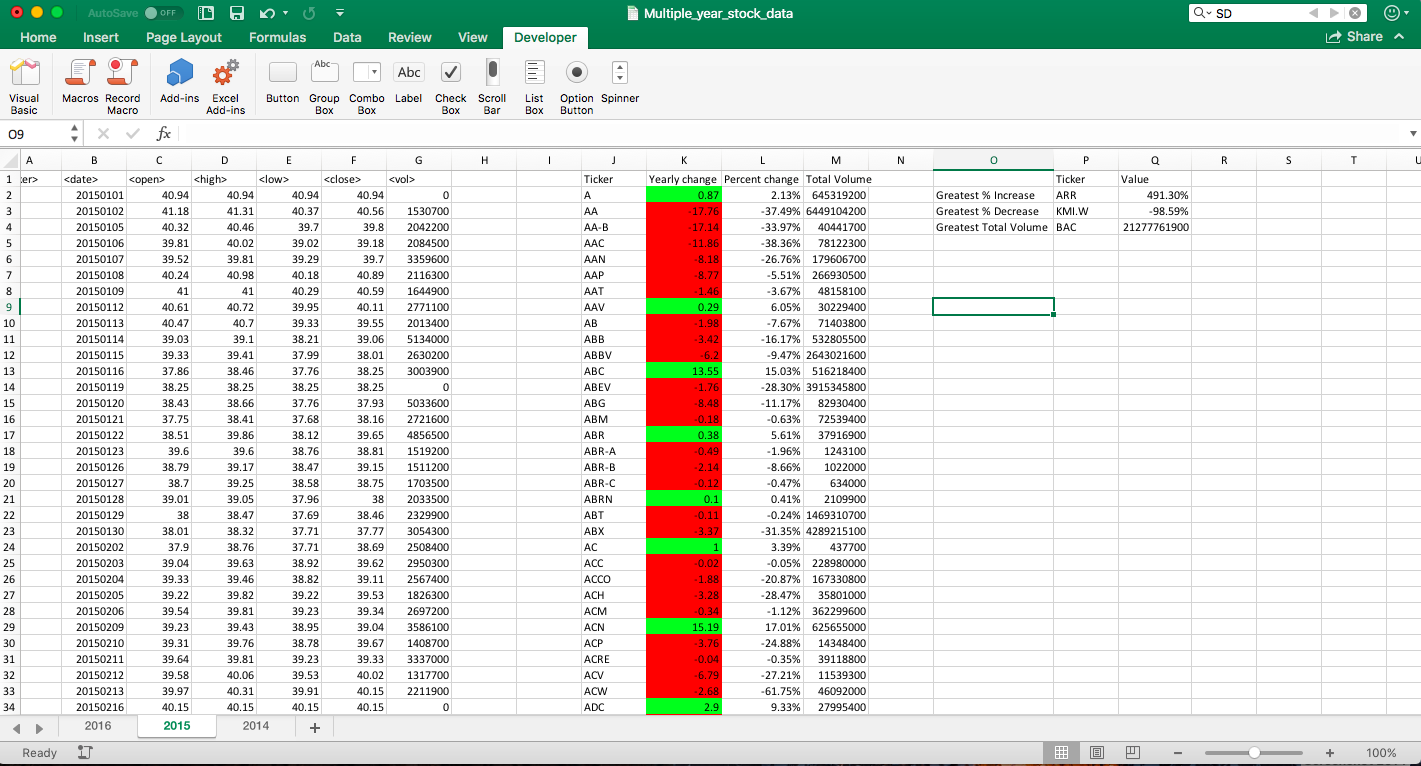 AutoSave OFF Multiple_year_stock_data SD
Home Insert Page Layout Formulas Data Review View Developer Share
Abc Abc
Visual Basic Macros Record Macro Add-ins Excel Add-ins Button Group Box Combo Box Label Check Box Scroll Bar List Box Option Button Spinner
O9 fx
A B C D E F G H I J K L M N O P Q R S T U
1 ker> <date> <open> <high> <low> <close> <vol> Ticker Yearly change Percent change Total Volume Ticker Value
2 20150101 40.94 40.94 40.94 40.94 0 A 0.87 2.13% 645319200 Greatest % Increase ARR 491.30%
3 20150102 41.18 41.31 40.37 40.56 1530700 AA -17.76 -37.49% 6449104200 Greatest % Decrease KMI.W -98.59%
4 20150105 40.32 40.46 39.7 39.8 2042200 AA-B -17.14 -33.97% 40441700 Greatest Total Volume BAC 21277761900
5 20150106 39.81 40.02 39.02 39.18 2084500 AAC -11.86 -38.36% 78122300
6 20150107 39.52 39.81 39.29 39.7 3359600 AAN -8.18 -26.76% 179606700
7 20150108 40.24 40.98 40.18 40.89 2116300 AAP -8.77 -5.51% 266930500
8 20150109 41 41 40.29 40.59 1644900 AAT -1.46 -3.67% 48158100
9 20150112 40.61 40.72 39.95 40.11 2771100 AAV 0.29 6.05% 30229400
10 20150113 40.47 40.7 39.33 39.55 2013400 AB -1.98 -7.67% 71403800
11 20150114 39.03 39.1 38.21 39.06 5134000 ABB -3.42 -16.17% 532805500
12 20150115 39.33 39.41 37.99 38.01 2630200 ABBV -6.2 -9.47% 2643021600
13 20150116 37.86 38.46 37.76 38.25 3003900 ABC 13.55 15.03% 516218400
14 20150119 38.25 38.25 38.25 38.25 0 ABEV -1.76 -28.30% 3915345800
15 20150120 38.43 38.66 37.76 37.93 5033600 ABG -8.48 -11.17% 82930400
16 20150121 37.75 38.41 37.68 38.16 2721600 ABM -0.18 -0.63% 72539400
17 20150122 38.51 39.86 38.12 39.65 4856500 ABR 0.38 5.61% 37916900
18 20150123 39.6 39.6 38.76 38.81 1519200 ABR-A -0.49 -1.96% 1243100
19 20150126 38.79 39.17 38.47 39.15 1511200 ABR-B -2.14 -8.66% 1022000
20 20150127 38.7 39.25 38.58 38.75 1703500 ABR-C -0.12 -0.47% 634000
21 20150128 39.01 39.05 37.96 38 2033500 ABRN 0.1 0.41% 2109900
22 20150129 38 38.47 37.69 38.46 2329900 ABT -0.11 -0.24% 1469310700
23 20150130 38.01 38.32 37.71 37.77 3054300 ABX -3.37 -31.35% 4289215100
24 20150202 37.9 38.76 37.71 38.69 2508400 AC 1 3.39% 437700
25 20150203 39.04 39.63 38.92 39.62 2950300 ACC -0.02 -0.05% 228980000
26 20150204 39.33 39.46 38.82 39.11 2567400 ACCO -1.88 -20.87% 167330800
27 20150205 39.22 39.82 39.22 39.53 1826300 ACH -3.28 -28.47% 35801000
28 20150206 39.54 39.81 39.23 39.34 2697200 ACM -0.34 -1.12% 362299600
29 20150209 39.23 39.43 38.95 39.04 3586100 ACN 15.19 17.01% 625655000
30 20150210 39.31 39.76 38.78 39.67 1408700 ACP -3.76 -24.88% 14348400
31 20150211 39.64 39.81 39.23 39.33 3337000 ACRE -0.04 -0.35% 39118800
32 20150212 39.58 40.06 39.53 40.02 1317700 ACV -6.79 -27.21% 11539300
33 20150213 39.97 40.31 39.91 40.15 2211900 ACW -2.68 -61.75% 46092000
34 20150216 40.15 40.15 40.15 40.15 0 ADC 2.9 9.33% 27995400
2016 2015 2014 +
Ready 100%